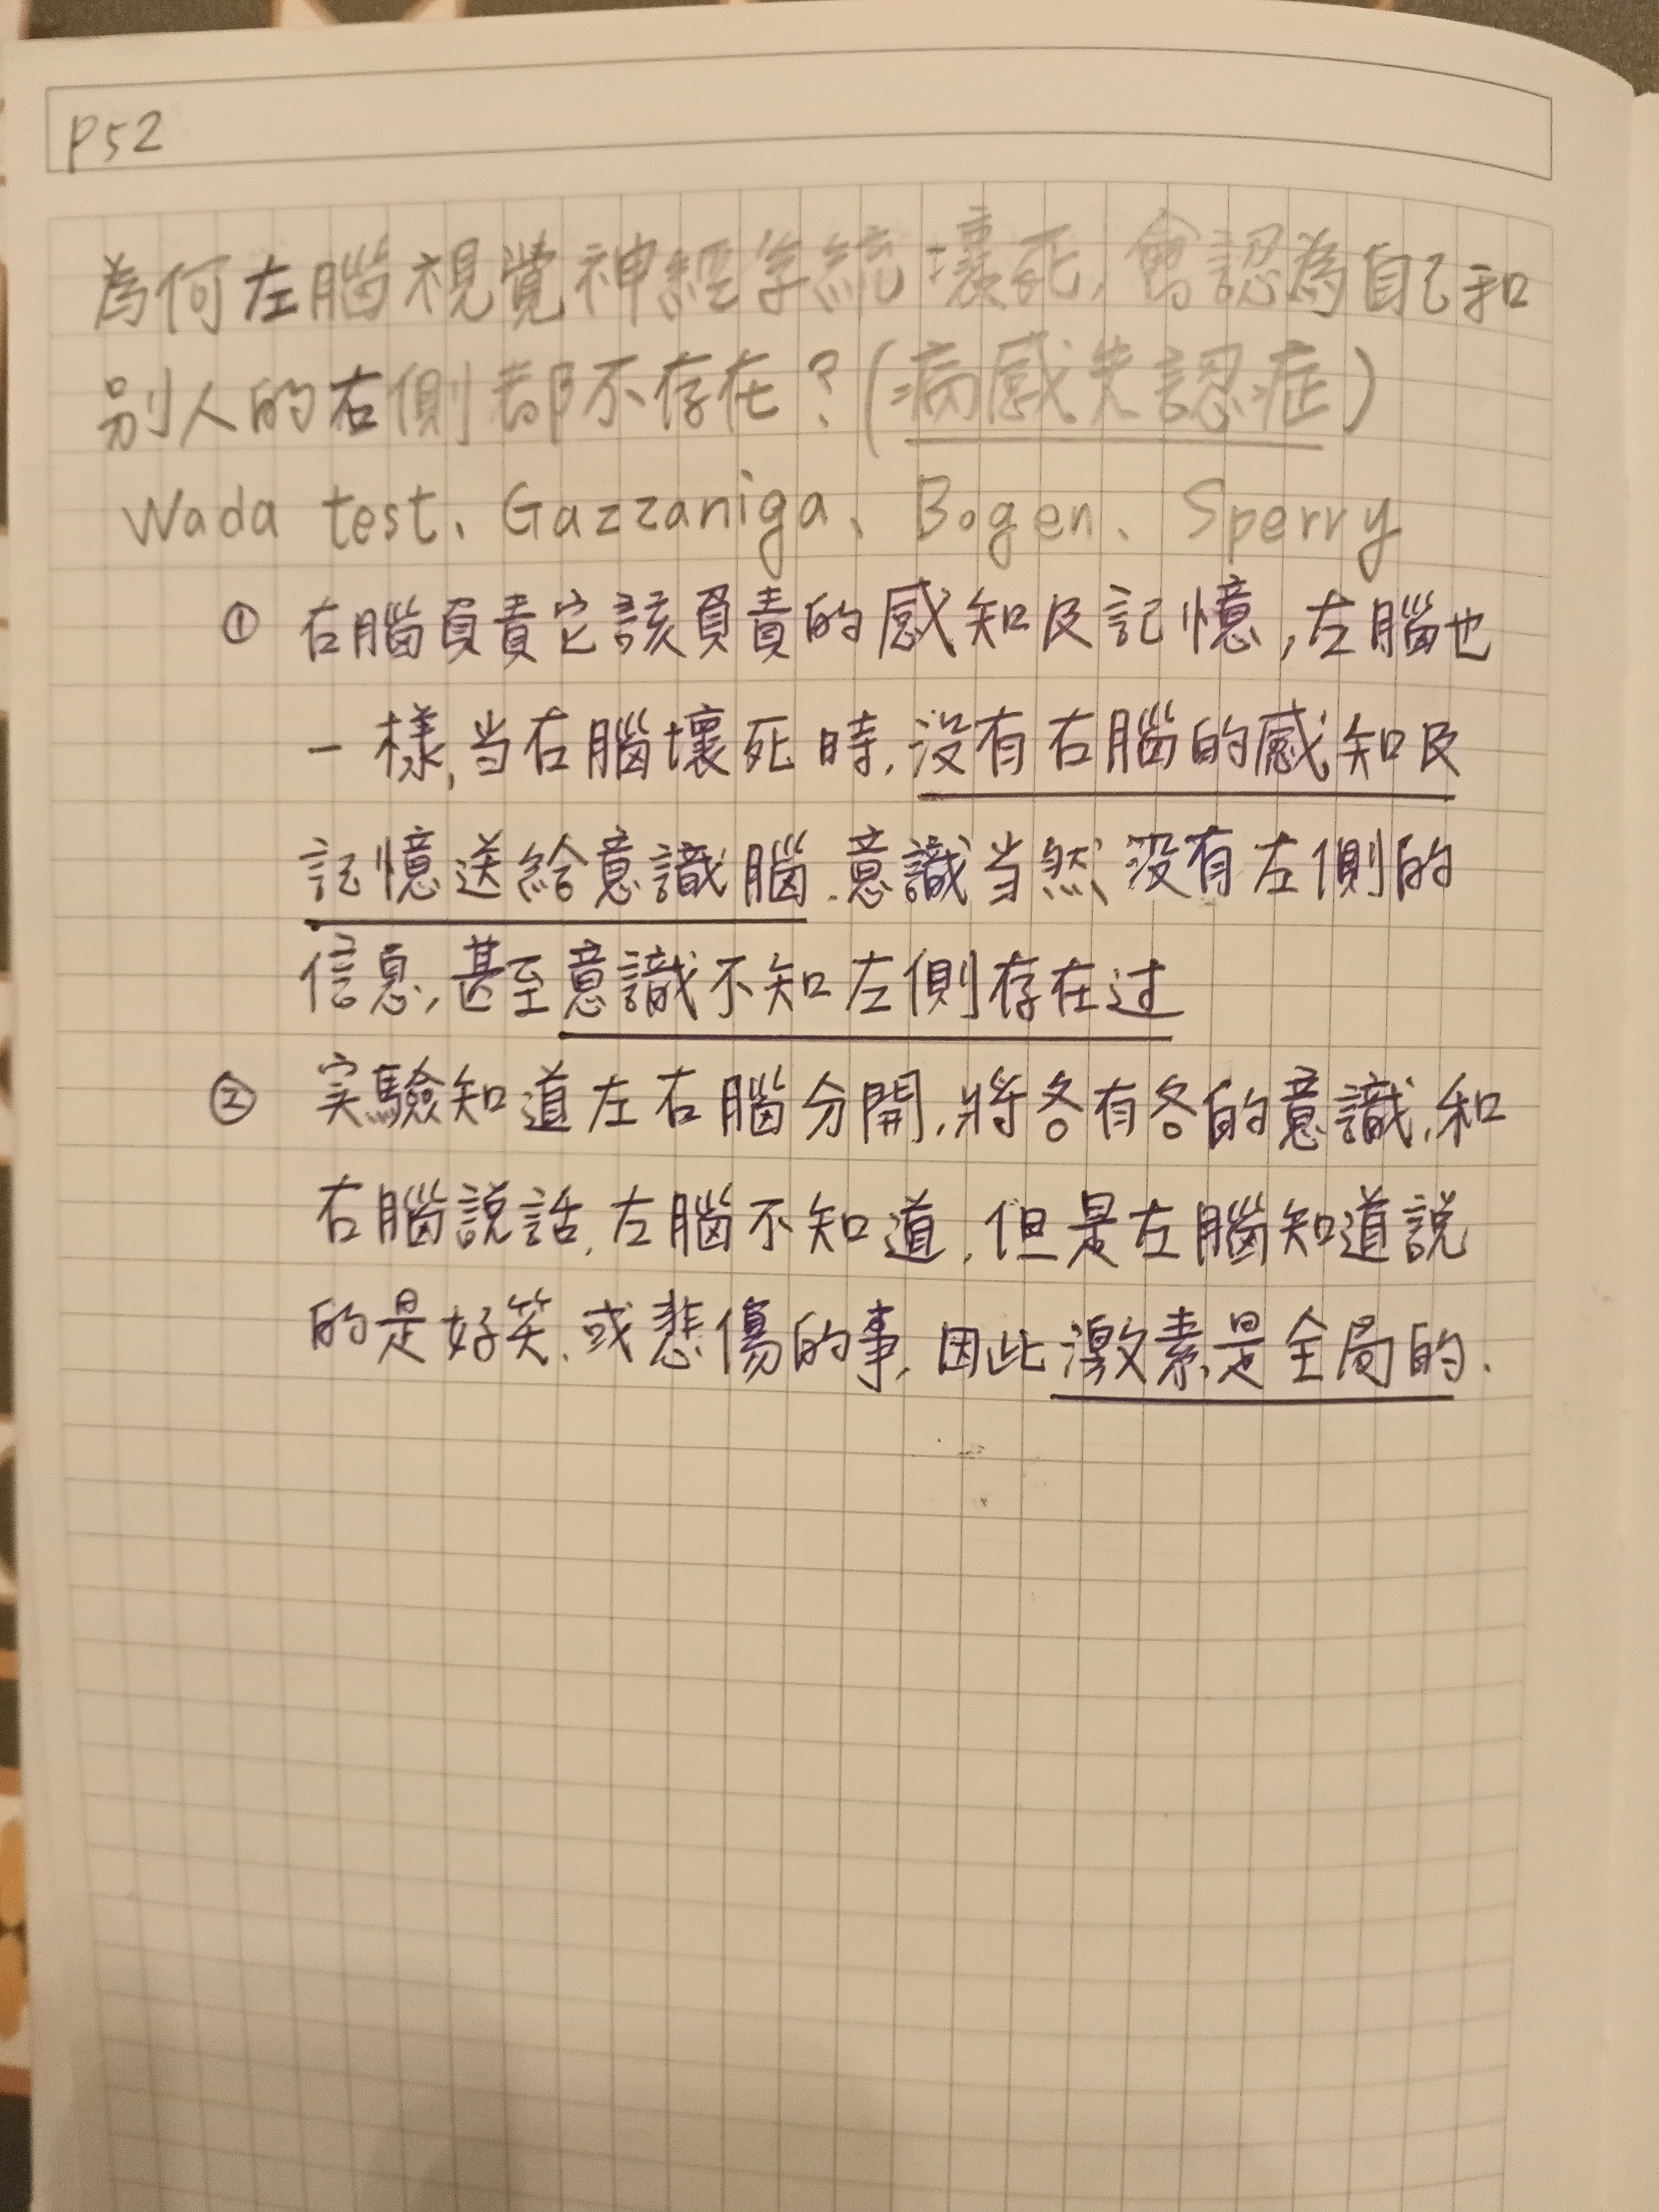 P52
為何左腦視覚神經系統壞死,會認為自己和
別人的右側都不存在?(病感失認症)
Wada test、Gazzaniga、Bogen、Sperry
① 右腦負責它該負責的感知及記憶,左腦也
一樣,当右腦壞死時,没有右腦的感知及
記憶送給意識腦.意識当然没有左側的
信息,甚至意識不知左側存在过
② 実驗知道左右腦分開,將各有各的意識,和
右腦說話,左腦不知道,但是左腦知道說
的是好笑、或悲傷的事,因此激素是全局的.